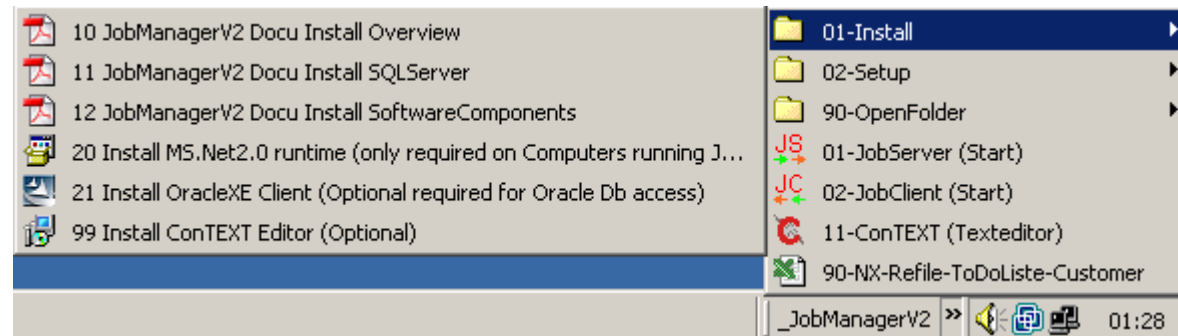 10 JobManagerV2 Docu Install Overview
11 JobManagerV2 Docu Install SQLServer
12 JobManagerV2 Docu Install SoftwareComponents
20 Install MS.Net2.0 runtime (only required on Computers running J...
21 Install OracleXE Client (Optional required for Oracle Db access)
99 Install ConTEXT Editor (Optional)
01-Install
02-Setup
90-OpenFolder
JS 01-JobServer (Start)
JC 02-JobClient (Start)
11-ConTEXT (Texteditor)
90-NX-Refile-ToDoListe-Customer
_JobManagerV2 » 01:28